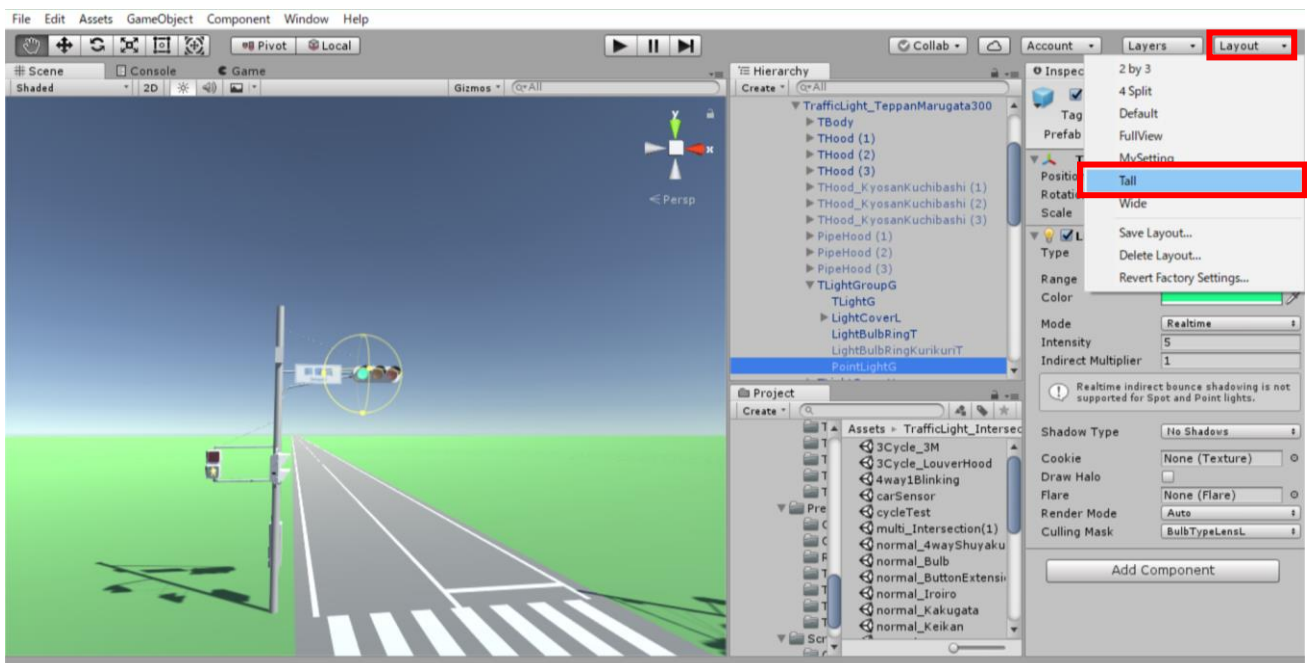 File Edit Assets GameObject Component Window Help
Pivot Local Collab Account Layers Layout
Scene Console Game
Shaded 2D Gizmos All
y
x
Persp
Hierarchy
Create All
TrafficLight_TeppanMarugata300
TBody
THood (1)
THood (2)
THood (3)
THood_KyosanKuchibashi (1)
THood_KyosanKuchibashi (2)
THood_KyosanKuchibashi (3)
PipeHood (1)
PipeHood (2)
PipeHood (3)
TLightGroupG
TLightG
LightCoverL
LightBulbRingT
LightBulbRingKurikuriT
PointLightG
Project
Create
Assets TrafficLight_Intersec
3Cycle_3M
3Cycle_LouverHood
4way1Blinking
carSensor
cycleTest
multi_Intersection(1)
normal_4wayShuyaku
normal_Bulb
normal_ButtonExtensi
normal_Iroiro
normal_Kakugata
normal_Keikan
T
T
T
T
T
Pre
C
C
R
T
T
T
T
Scr
Inspec
Tag
Prefab
T
Positio
Rotatio
Scale
L
Type
Range
Color
Mode Realtime
Intensity 5
Indirect Multiplier 1
Realtime indirect bounce shadowing is not
supported for Spot and Point lights.
Shadow Type No Shadows
Cookie None (Texture)
Draw Halo
Flare None (Flare)
Render Mode Auto
Culling Mask BulbTypeLensL
Add Component
2 by 3
4 Split
Default
FullView
MySetting
Tall
Wide
Save Layout...
Delete Layout...
Revert Factory Settings...